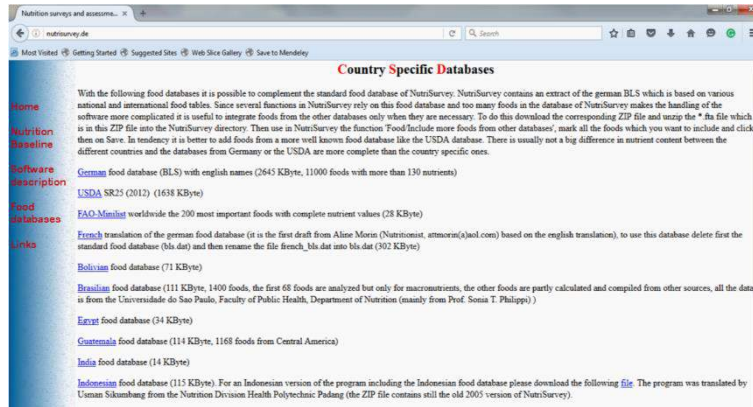 Nutrition surveys and assessme... × +
nutrisurvey.de
Search
Most Visited Getting Started Suggested Sites Web Slice Gallery Save to Mendeley
Home
Nutrition
Baseline
Software
description
Food
databases
Links
Country Specific Databases
With the following food databases it is possible to complement the standard food database of NutriSurvey. NutriSurvey contains an extract of the german BLS which is based on various
national and international food tables. Since several functions in NutriSurvey rely on this food database and too many foods in the database of NutriSurvey makes the handling of the
software more complicated it is useful to integrate foods from the other databases only when they are necessary. To do this download the corresponding ZIP file and unzip the *.fta file which
is in this ZIP file into the NutriSurvey directory. Then use in NutriSurvey the function 'Food/Include more foods from other databases', mark all the foods which you want to include and click
then on Save. In tendency it is better to add foods from a more well known food database like the USDA database. There is usually not a big difference in nutrient content between the
different countries and the databases from Germany or the USDA are more complete than the country specific ones.
German food database (BLS) with english names (2645 KByte, 11000 foods with more than 130 nutrients)
USDA SR25 (2012) (1638 KByte)
FAO-Minilist worldwide the 200 most important foods with complete nutrient values (28 KByte)
French translation of the german food database (it is the first draft from Aline Morin (Nutritionist, attmorin(a)aol.com) based on the english translation), to use this database delete first the
standard food database (bls.dat) and then rename the file french_bls.dat into bls.dat (302 KByte)
Bolivian food database (71 KByte)
Brasilian food database (111 KByte, 1400 foods, the first 68 foods are analyzed but only for macronutrients, the other foods are partly calculated and compiled from other sources, all the data
is from the Universidade do Sao Paulo, Faculty of Public Health, Department of Nutrition (mainly from Prof. Sonia T. Philippi) )
Egypt food database (34 KByte)
Guatemala food database (114 KByte, 1168 foods from Central America)
India food database (14 KByte)
Indonesian food database (115 KByte). For an Indonesian version of the program including the Indonesian food database please download the following file. The program was translated by
Usman Sikumbang from the Nutrition Division Health Polytechnic Padang (the ZIP file contains still the old 2005 version of NutriSurvey).